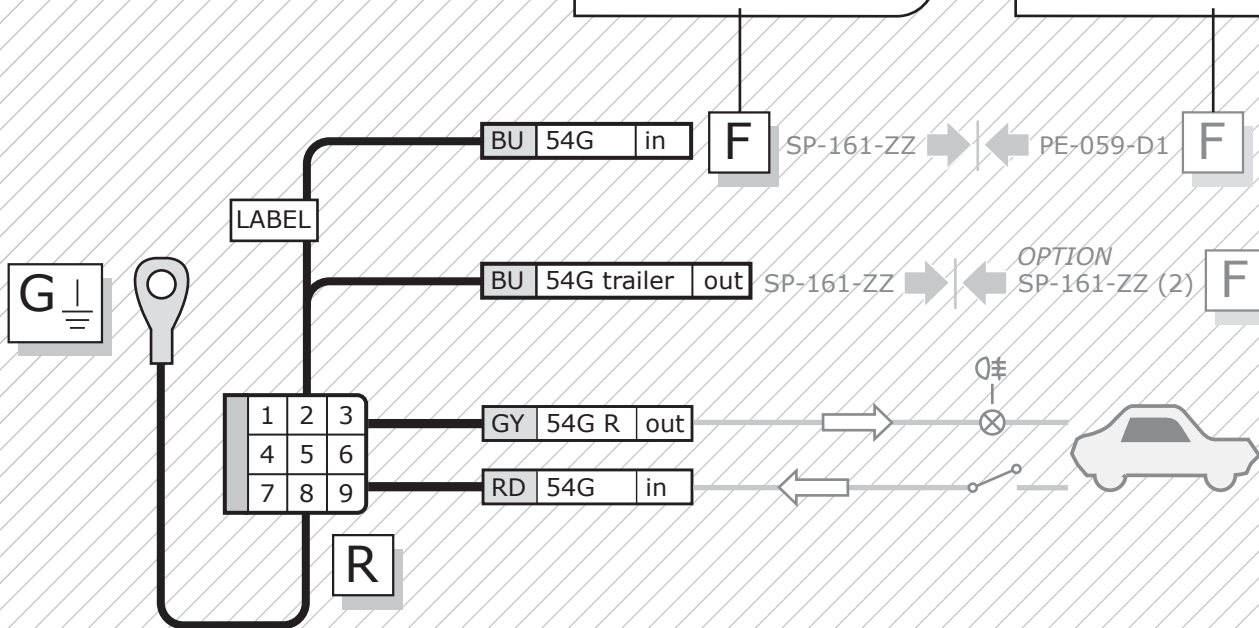 BU 54G in F SP-161-ZZ PE-059-D1 F
LABEL
G
BU 54G trailer out SP-161-ZZ OPTION
SP-161-ZZ (2) F
1 2 3
4 5 6
7 8 9
GY 54G R out
RD 54G in
R